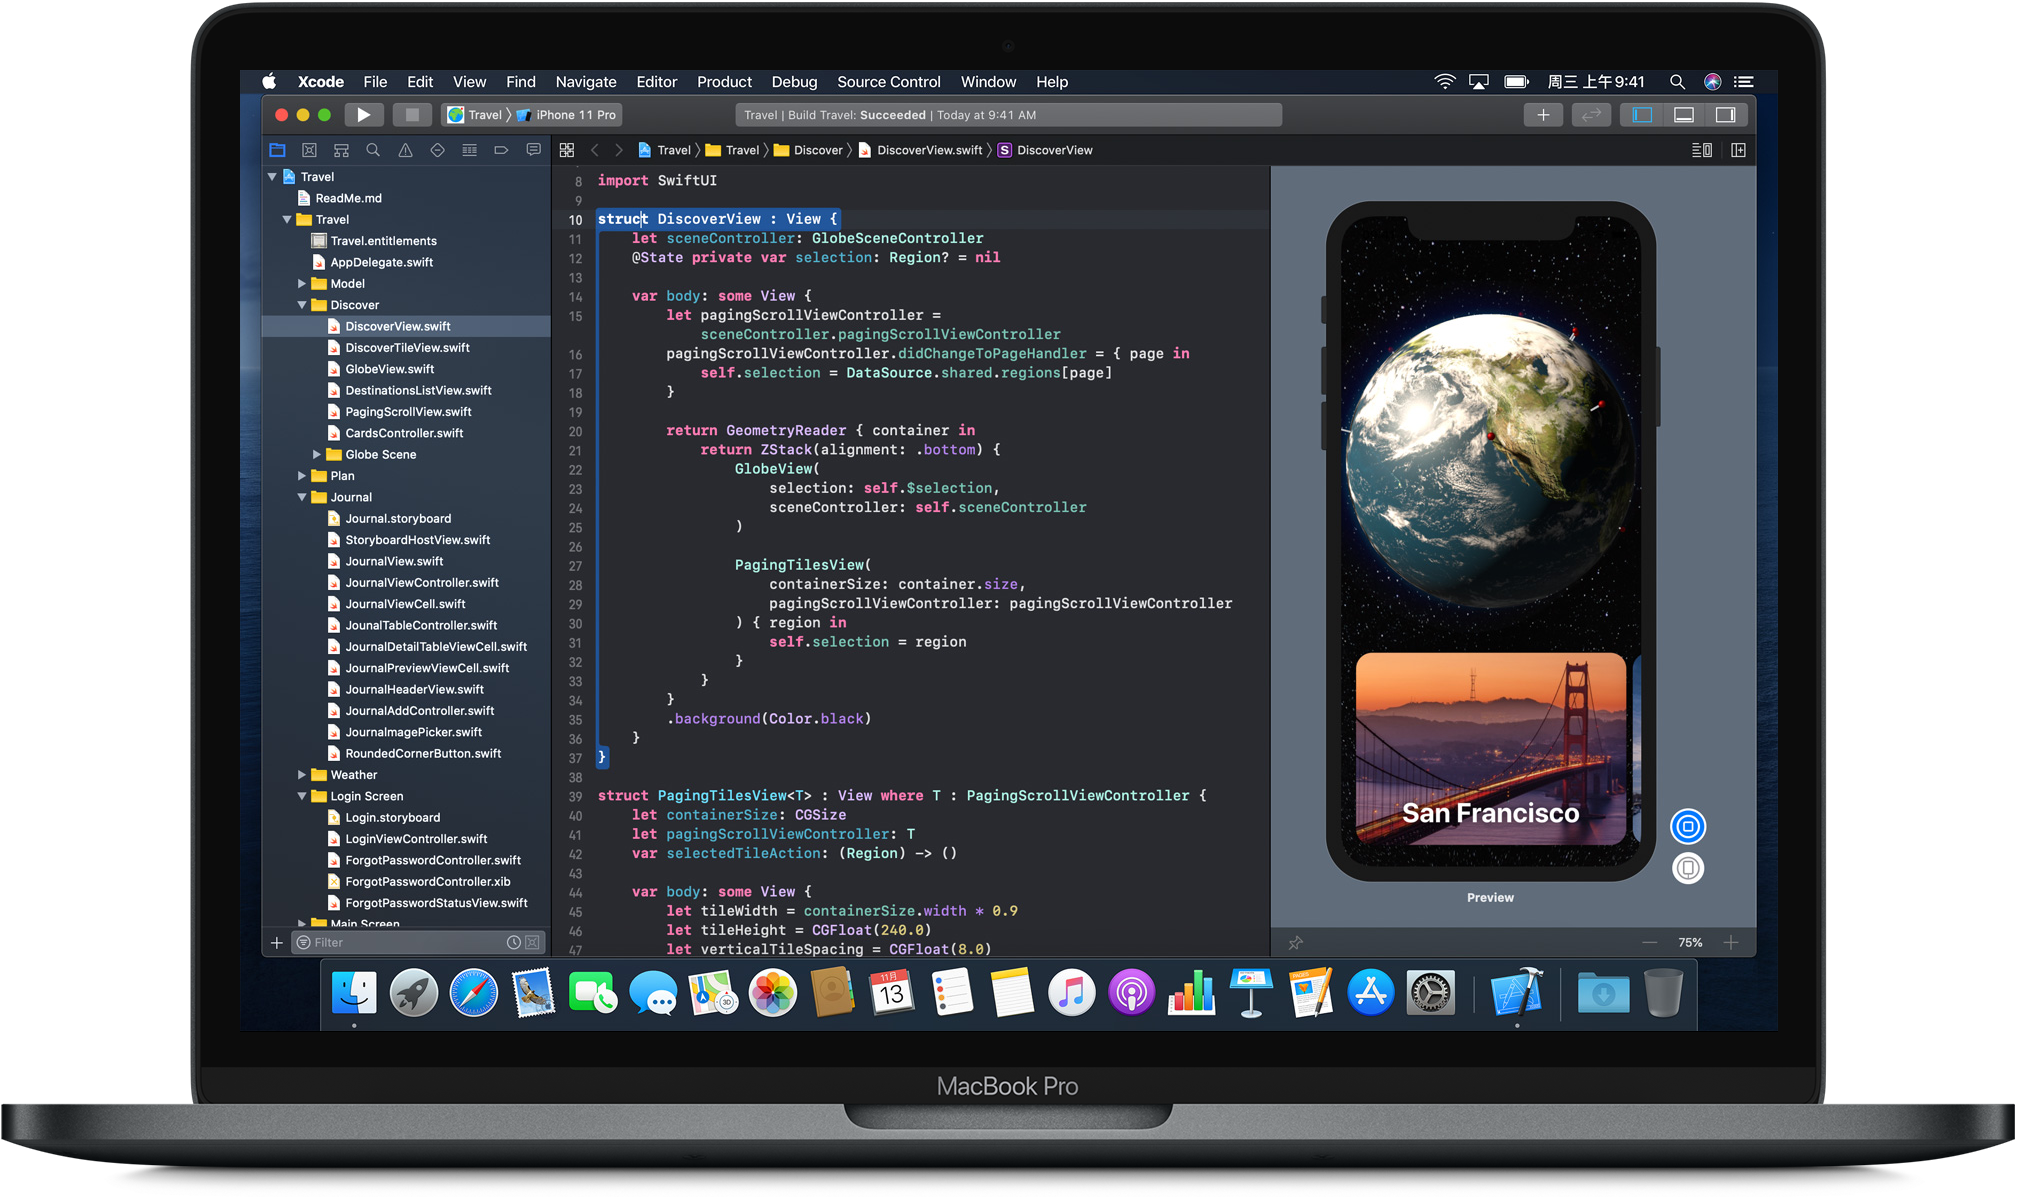 Xcode File Edit View Find Navigate Editor Product Debug Source Control Window Help 周三 上午9:41
Travel iPhone 11 Pro
Travel | Build Travel: Succeeded | Today at 9:41 AM
Travel
ReadMe.md
Travel
Travel.entitlements
AppDelegate.swift
Model
Discover
DiscoverView.swift
DiscoverTileView.swift
GlobeView.swift
DestinationsListView.swift
PagingScrollView.swift
CardsController.swift
Globe Scene
Plan
Journal
Journal.storyboard
StoryboardHostView.swift
JournalView.swift
JournalViewController.swift
JournalViewCell.swift
JounalTableController.swift
JournalDetailTableViewCell.swift
JournalPreviewViewCell.swift
JournalHeaderView.swift
JournalAddController.swift
JournalmagePicker.swift
RoundedCornerButton.swift
Weather
Login Screen
Login.storyboard
LoginViewController.swift
ForgotPasswordController.swift
ForgotPasswordController.xib
ForgotPasswordStatusView.swift
Main Screen
Filter
Travel Travel Discover DiscoverView.swift S DiscoverView
8 import SwiftUI
9
10 struct DiscoverView : View {
11 let sceneController: GlobeSceneController
12 @State private var selection: Region? = nil
13
14 var body: some View {
15 let pagingScrollViewController =
sceneController.pagingScrollViewController
16 pagingScrollViewController.didChangeToPageHandler = { page in
17 self.selection = DataSource.shared.regions[page]
18 }
19
20 return GeometryReader { container in
21 return ZStack(alignment: .bottom) {
22 GlobeView(
23 selection: self.$selection,
24 sceneController: self.sceneController
25 )
26
27 PagingTilesView(
28 containerSize: container.size,
29 pagingScrollViewController: pagingScrollViewController
30 ) { region in
31 self.selection = region
32 }
33 }
34 }
35 .background(Color.black)
36 }
37 }
38
39 struct PagingTilesView<T> : View where T : PagingScrollViewController {
40 let containerSize: CGSize
41 let pagingScrollViewController: T
42 var selectedTileAction: (Region) -> ()
43
44 var body: some View {
45 let tileWidth = containerSize.width * 0.9
46 let tileHeight = CGFloat(240.0)
47 let verticalTileSpacing = CGFloat(8.0)
San Francisco
Preview
75%
11月
13
3D
PAGES
MacBook Pro